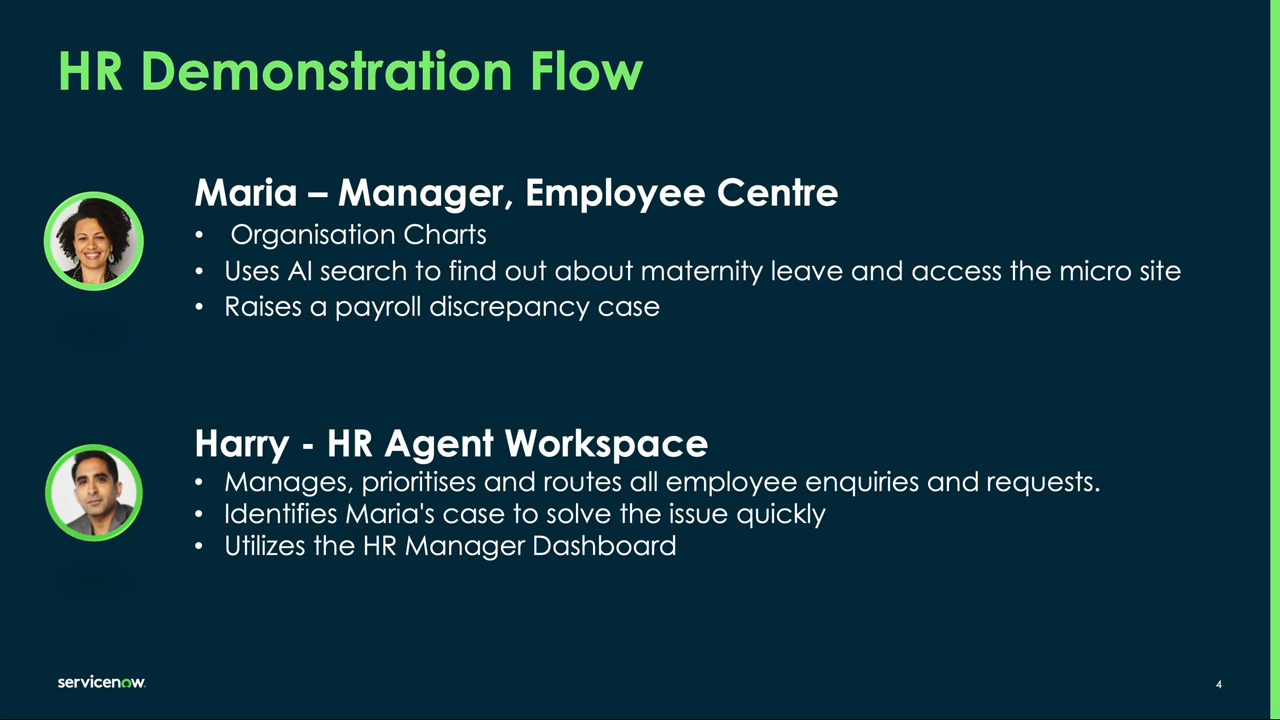 HR Demonstration Flow
Maria – Manager, Employee Centre
• Organisation Charts
• Uses AI search to find out about maternity leave and access the micro site
• Raises a payroll discrepancy case
Harry - HR Agent Workspace
• Manages, prioritises and routes all employee enquiries and requests.
• Identifies Maria's case to solve the issue quickly
• Utilizes the HR Manager Dashboard
servicenow.
4